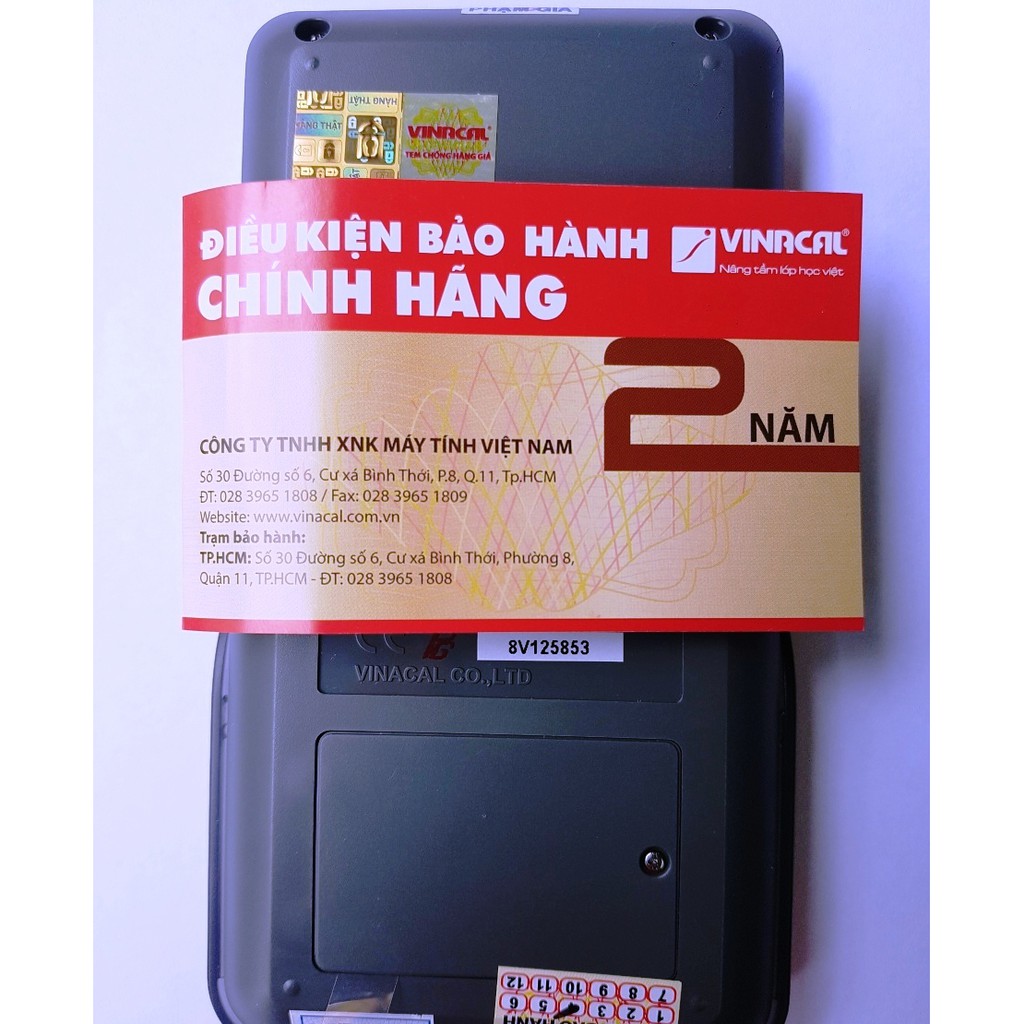 PHẠM GIA
HÀNG THẬT
HÀNG THẬT
VINACAL
TEM CHỐNG HÀNG GIẢ
ĐIỀU KIỆN BẢO HÀNH
CHÍNH HÃNG
VINACAL®
Nâng tầm lớp học việt
2 NĂM
CÔNG TY TNHH XNK MÁY TÍNH VIỆT NAM
Số 30 Đường số 6, Cư xá Bình Thới, P.8, Q.11, Tp.HCM
ĐT: 028 3965 1808 / Fax: 028 3965 1809
Website: www.vinacal.com.vn
Trạm bảo hành:
TP.HCM: Số 30 Đường số 6, Cư xá Bình Thới, Phường 8,
Quận 11, TP.HCM - ĐT: 028 3965 1808
8V125853
VINACAL CO.,LTD
7 8 9 10 11 12
1 2 3 5 6